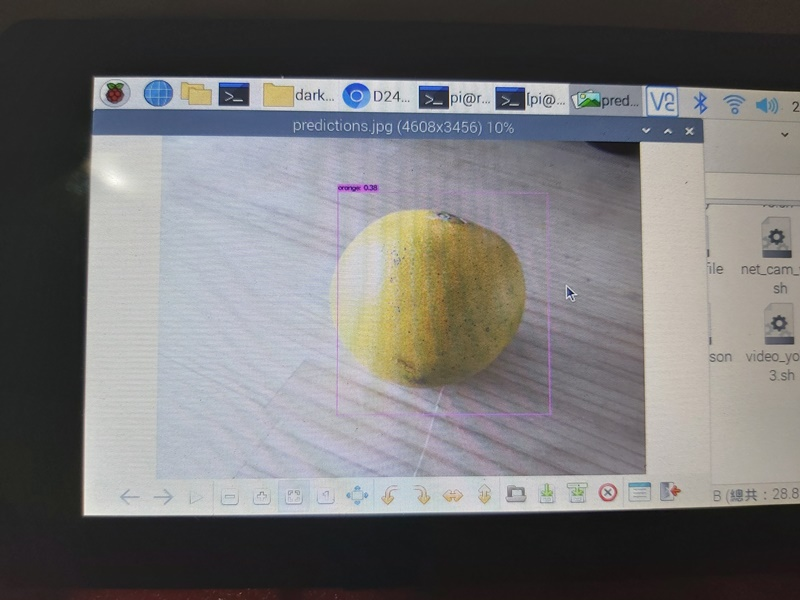 dark... D24... pi@r... [pi@... pred... V2 2
predictions.jpg (4608x3456) 10%
orange: 0.38
file net_cam_
sh
son video_yo
3.sh
B (總共：28.8